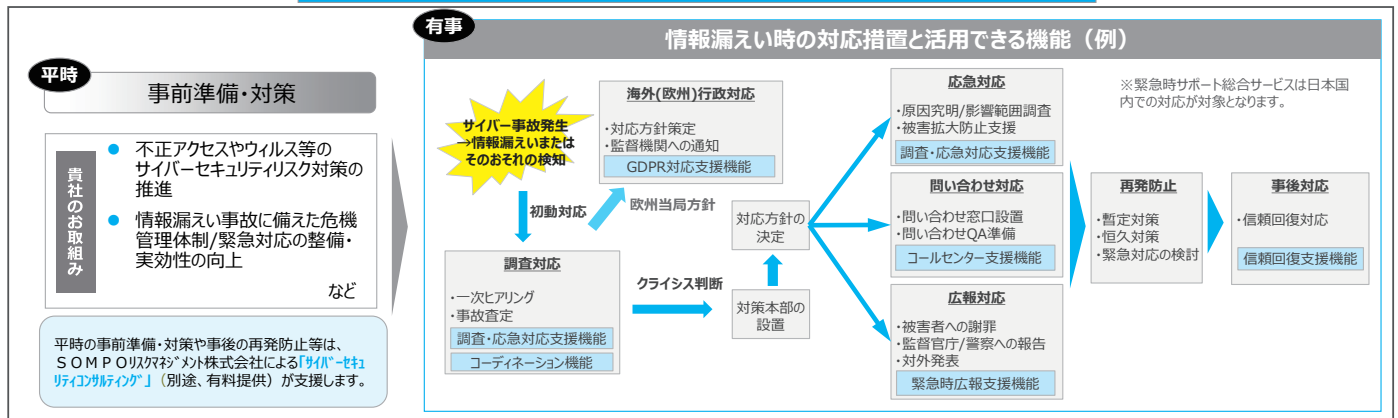 平時
事前準備・対策
貴社のお取組み
● 不正アクセスやウィルス等の
サイバーセキュリティリスク対策の
推進
● 情報漏えい事故に備えた危機
管理体制/緊急対応の整備・
実効性の向上
など
平時の事前準備・対策や事後の再発防止等は、
ＳＯＭＰＯﾘｽｸﾏﾈｼﾞﾒﾝﾄ株式会社による「ｻｲﾊﾞｰｾｷｭ
ﾘﾃｨｺﾝｻﾙﾃｨﾝｸﾞ」（別途、有料提供）が支援します。
有事
情報漏えい時の対応措置と活用できる機能（例）
サイバー事故発生
→情報漏えいまたは
そのおそれの検知
初動対応
海外(欧州)行政対応
・対応方針策定
・監督機関への通知
GDPR対応支援機能
欧州当局方針
調査対応
・一次ヒアリング
・事故査定
調査・応急対応支援機能
コーディネーション機能
クライシス判断
対策本部の
設置
対応方針の
決定
応急対応
・原因究明/影響範囲調査
・被害拡大防止支援
調査・応急対応支援機能
問い合わせ対応
・問い合わせ窓口設置
・問い合わせQA準備
コールセンター支援機能
広報対応
・被害者への謝罪
・監督官庁/警察への報告
・対外発表
緊急時広報支援機能
再発防止
・暫定対策
・恒久対策
・緊急対応の検討
事後対応
・信頼回復対応
信頼回復支援機能
※緊急時サポート総合サービスは日本国
内での対応が対象となります。